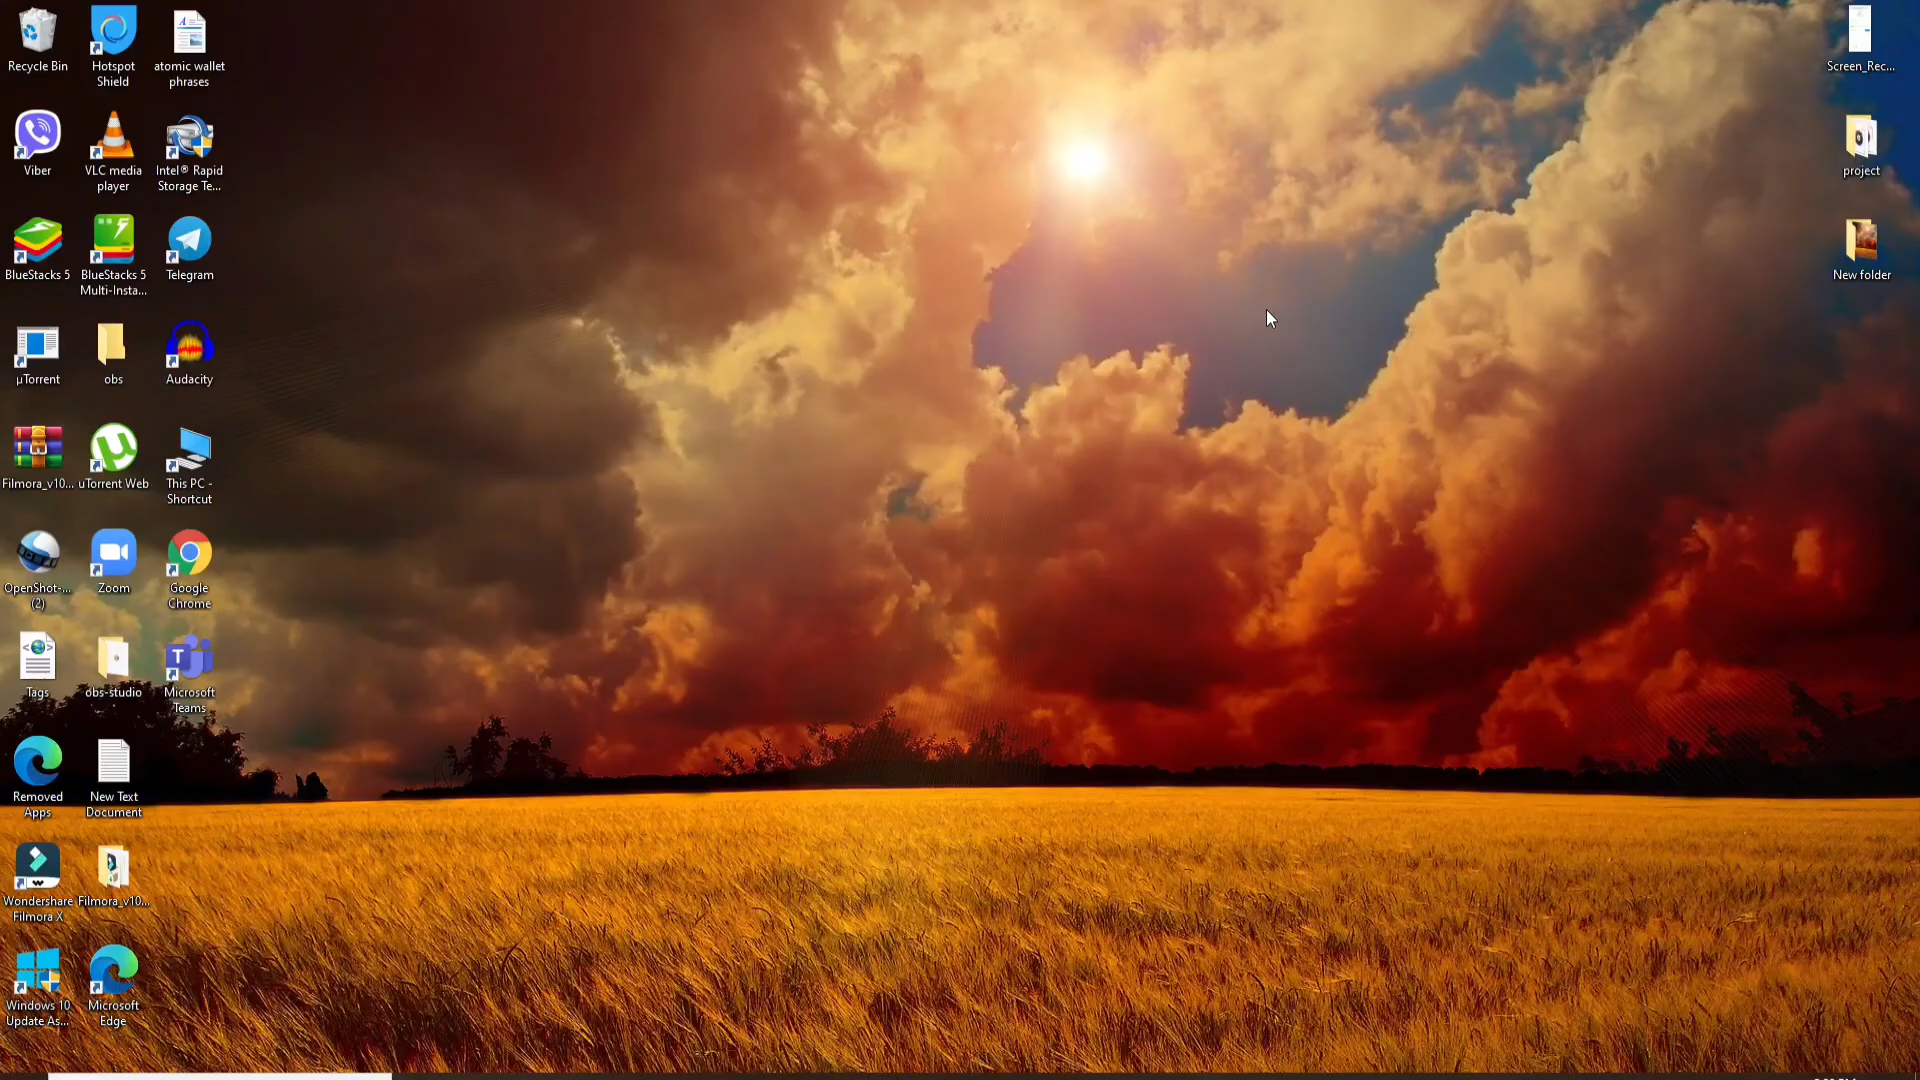 Recycle Bin
Hotspot
Shield
atomic wallet
phrases
Viber
VLC media
player
Intel® Rapid
Storage Te...
BlueStacks 5
BlueStacks 5
Multi-Insta...
Telegram
µTorrent
obs
Audacity
Filmora_v10...
uTorrent Web
This PC -
Shortcut
OpenShot-...
(2)
Zoom
Google
Chrome
Tags
obs-studio
Microsoft
Teams
Removed
Apps
New Text
Document
Wondershare
Filmora X
Filmora_v10...
Windows 10
Update As...
Microsoft
Edge
Screen_Rec...
project
New folder